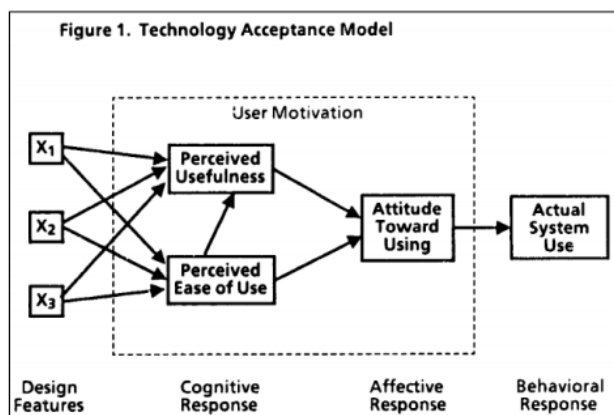 Figure 1. Technology Acceptance Model
User Motivation
X1
X2
X3
Perceived
Usefulness
Perceived
Ease of Use
Attitude
Toward
Using
Actual
System
Use
Design
Features
Cognitive
Response
Affective
Response
Behavioral
Response